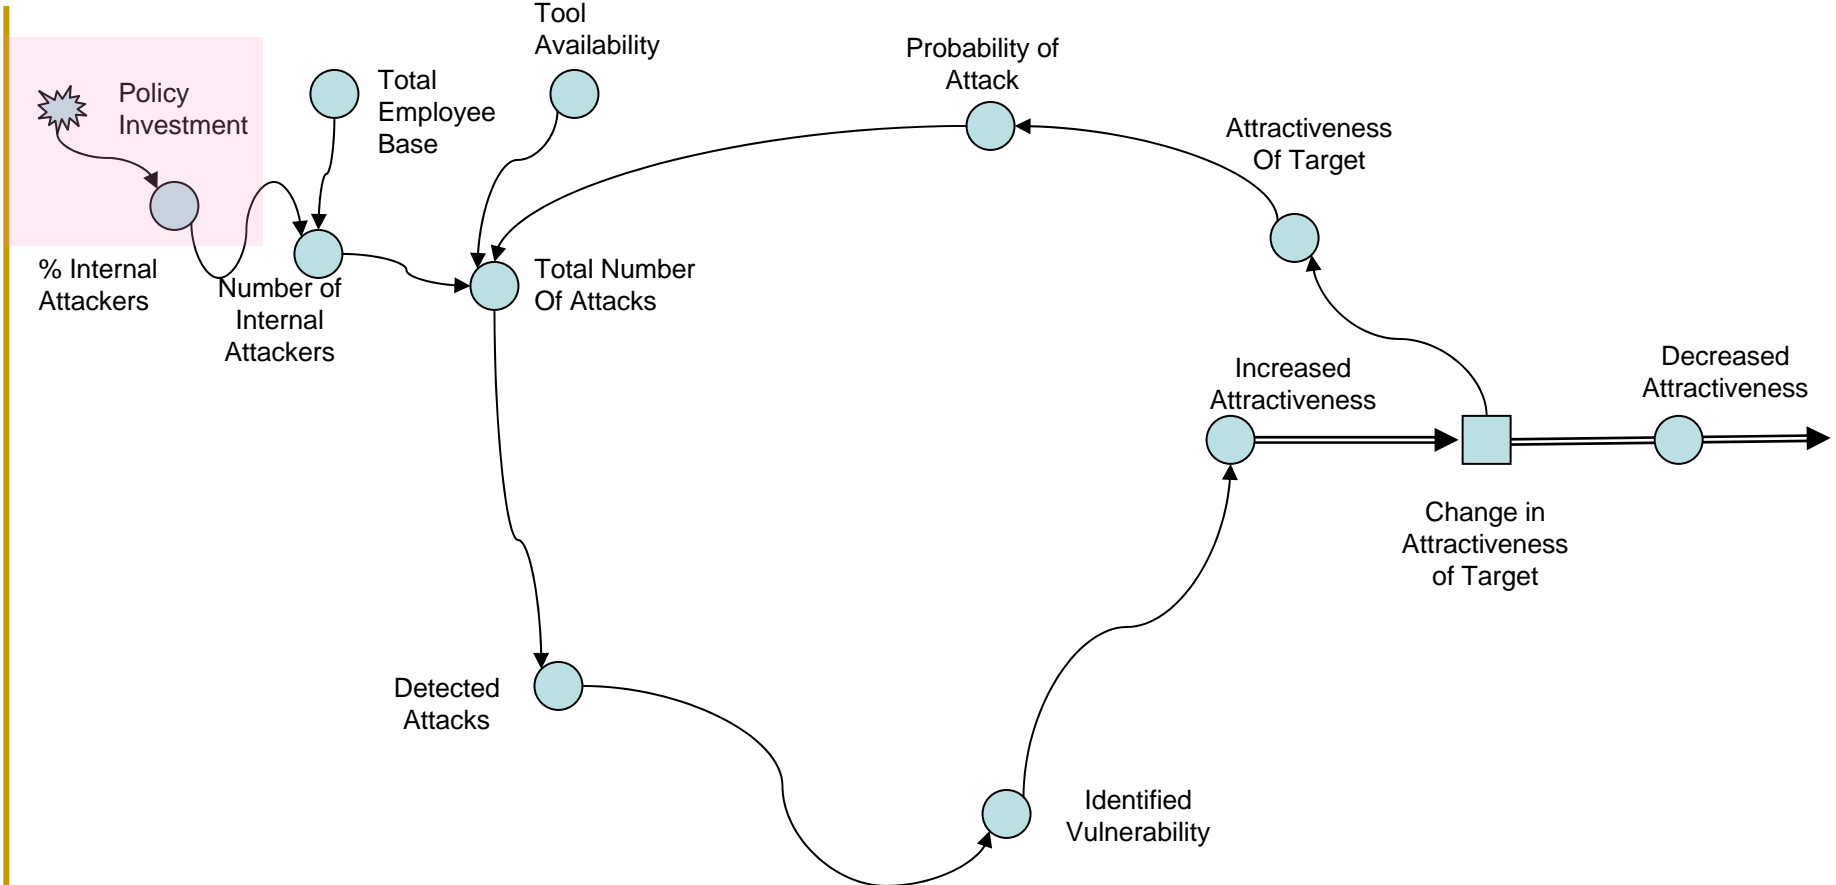 Tool
Availability
Probability of
Attack
Policy
Investment
Total
Employee
Base
Attractiveness
Of Target
% Internal
Attackers
Number of
Internal
Attackers
Total Number
Of Attacks
Increased
Attractiveness
Decreased
Attractiveness
Change in
Attractiveness
of Target
Detected
Attacks
Identified
Vulnerability